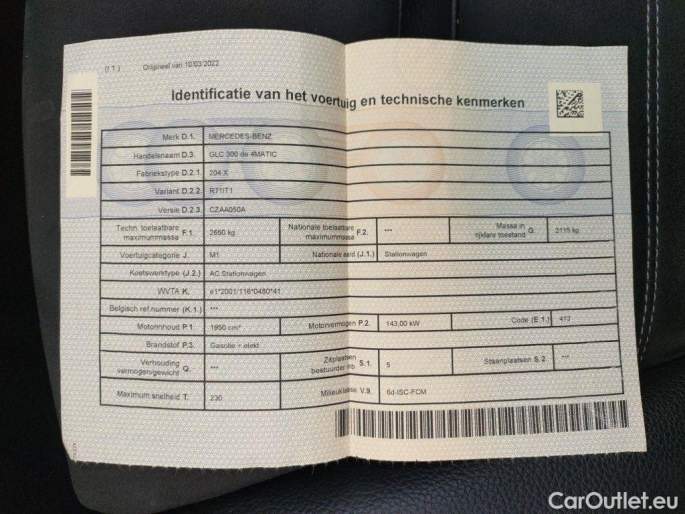 (I.1.) Origineel van 10/03/2022
Identificatie van het voertuig en technische kenmerken
Merk D.1. MERCEDES-BENZ
Handelsnaam D.3. GLC 300 de 4MATIC
Fabriekstype D.2.1. 204 X
Variant D.2.2. R71IT1
Versie D.2.3. CZAA050A
Techn. toelaatbare maximummassa F.1. 2650 kg Nationale toelaatbare maximummassa F.2. *** Massa in rijklare toestand G. 2115 kg
Voertuigcategorie J. M1 Nationale aard (J.1.) Stationwagen
Koetswerktype (J.2.) AC Stationwagen
WVTA K. e1*2001/116*0480*41
Belgisch ref.nummer (K.1.) ***
Motorinhoud P.1. 1950 cm³ Motorvermogen P.2. 143,00 kW Code (E.1.) 412
Brandstof P.3. Gasolie + elekt
Verhouding vermogen/gewicht Q. *** Zitplaatsen bestuurder inb S.1. 5 Staanplaatsen S.2. ***
Maximum snelheid T. 230 Milieuklasse V.9. 6d-ISC-FCM
CarOutlet.eu